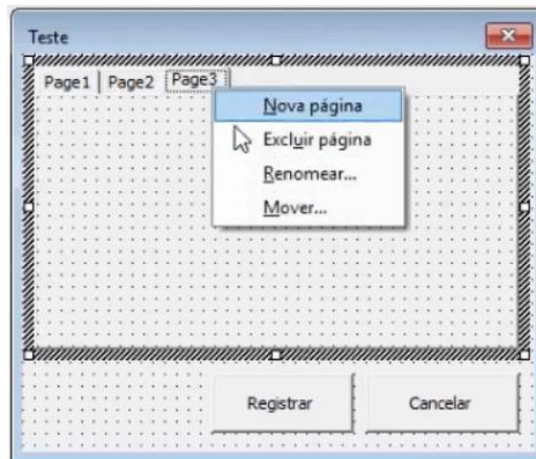 Teste
Page1 Page2 Page3
Nova página
Excluir página
Renomear...
Mover...
Registrar Cancelar